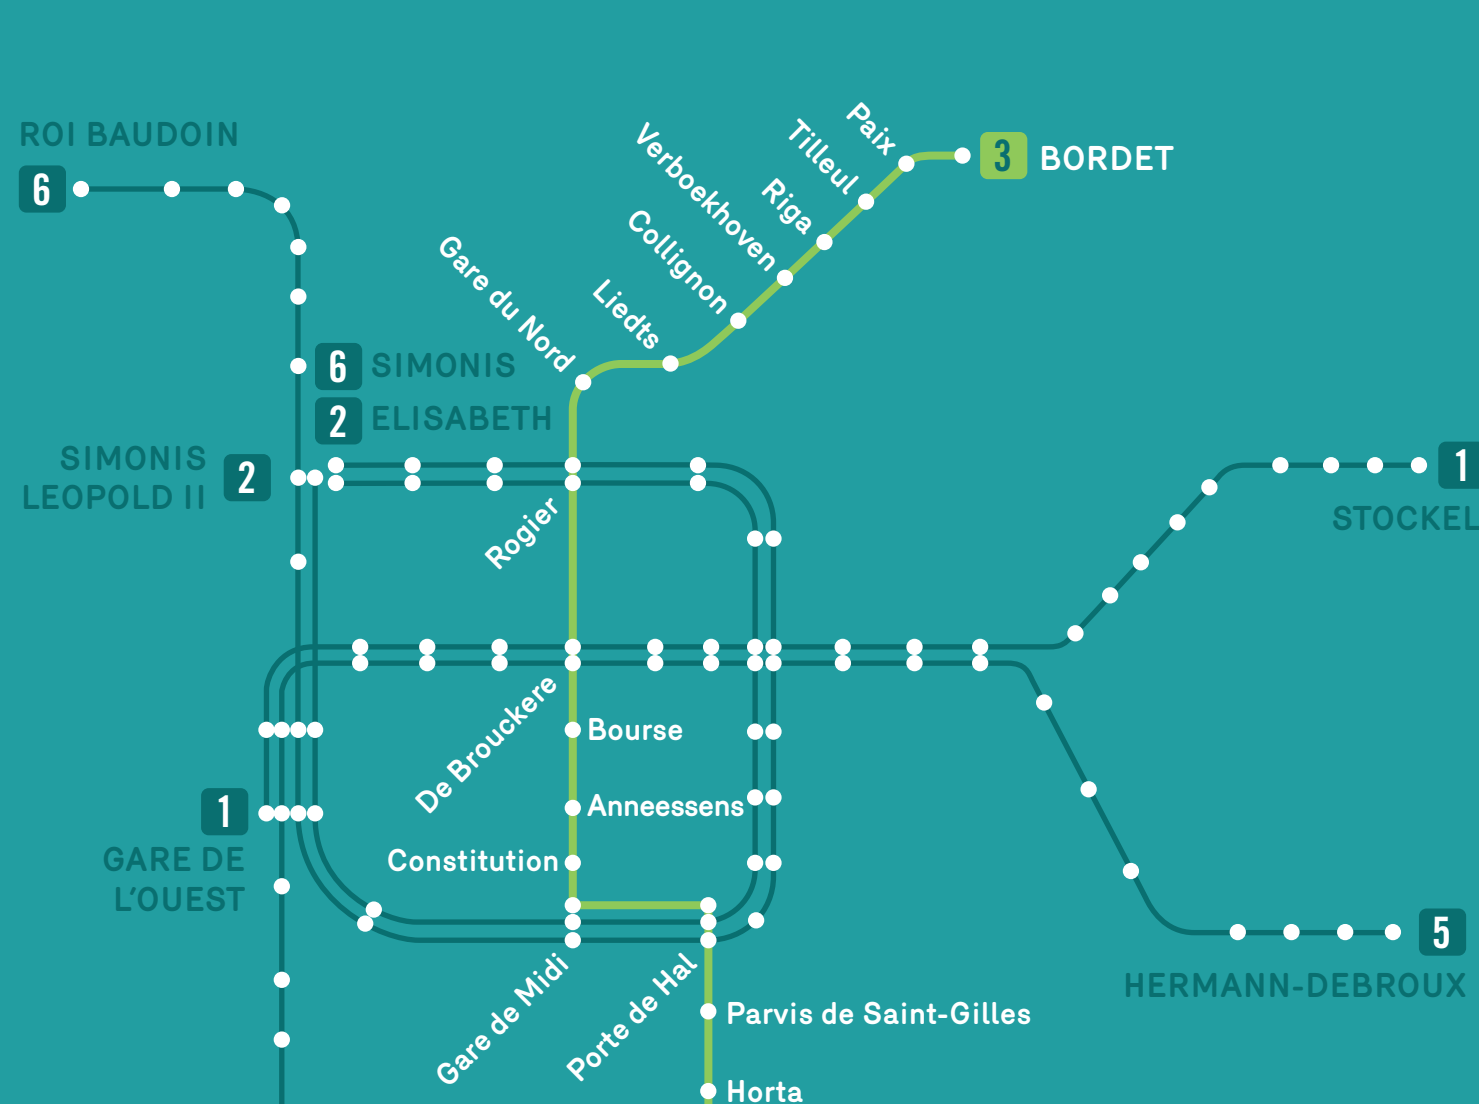 ROI BAUDOIN
6
Paix
Tilleul
Verboekhoven
3 BORDET
Riga
Collignon
Gare du Nord
Liedts
6 SIMONIS
2 ELISABETH
SIMONIS
LEOPOLD II
2
1
STOCKEL
Rogier
De Brouckere
Bourse
Anneessens
1
GARE DE
L'OUEST
Constitution
5
HERMANN-DEBROUX
Gare de Midi
Porte de Hal
Parvis de Saint-Gilles
Horta